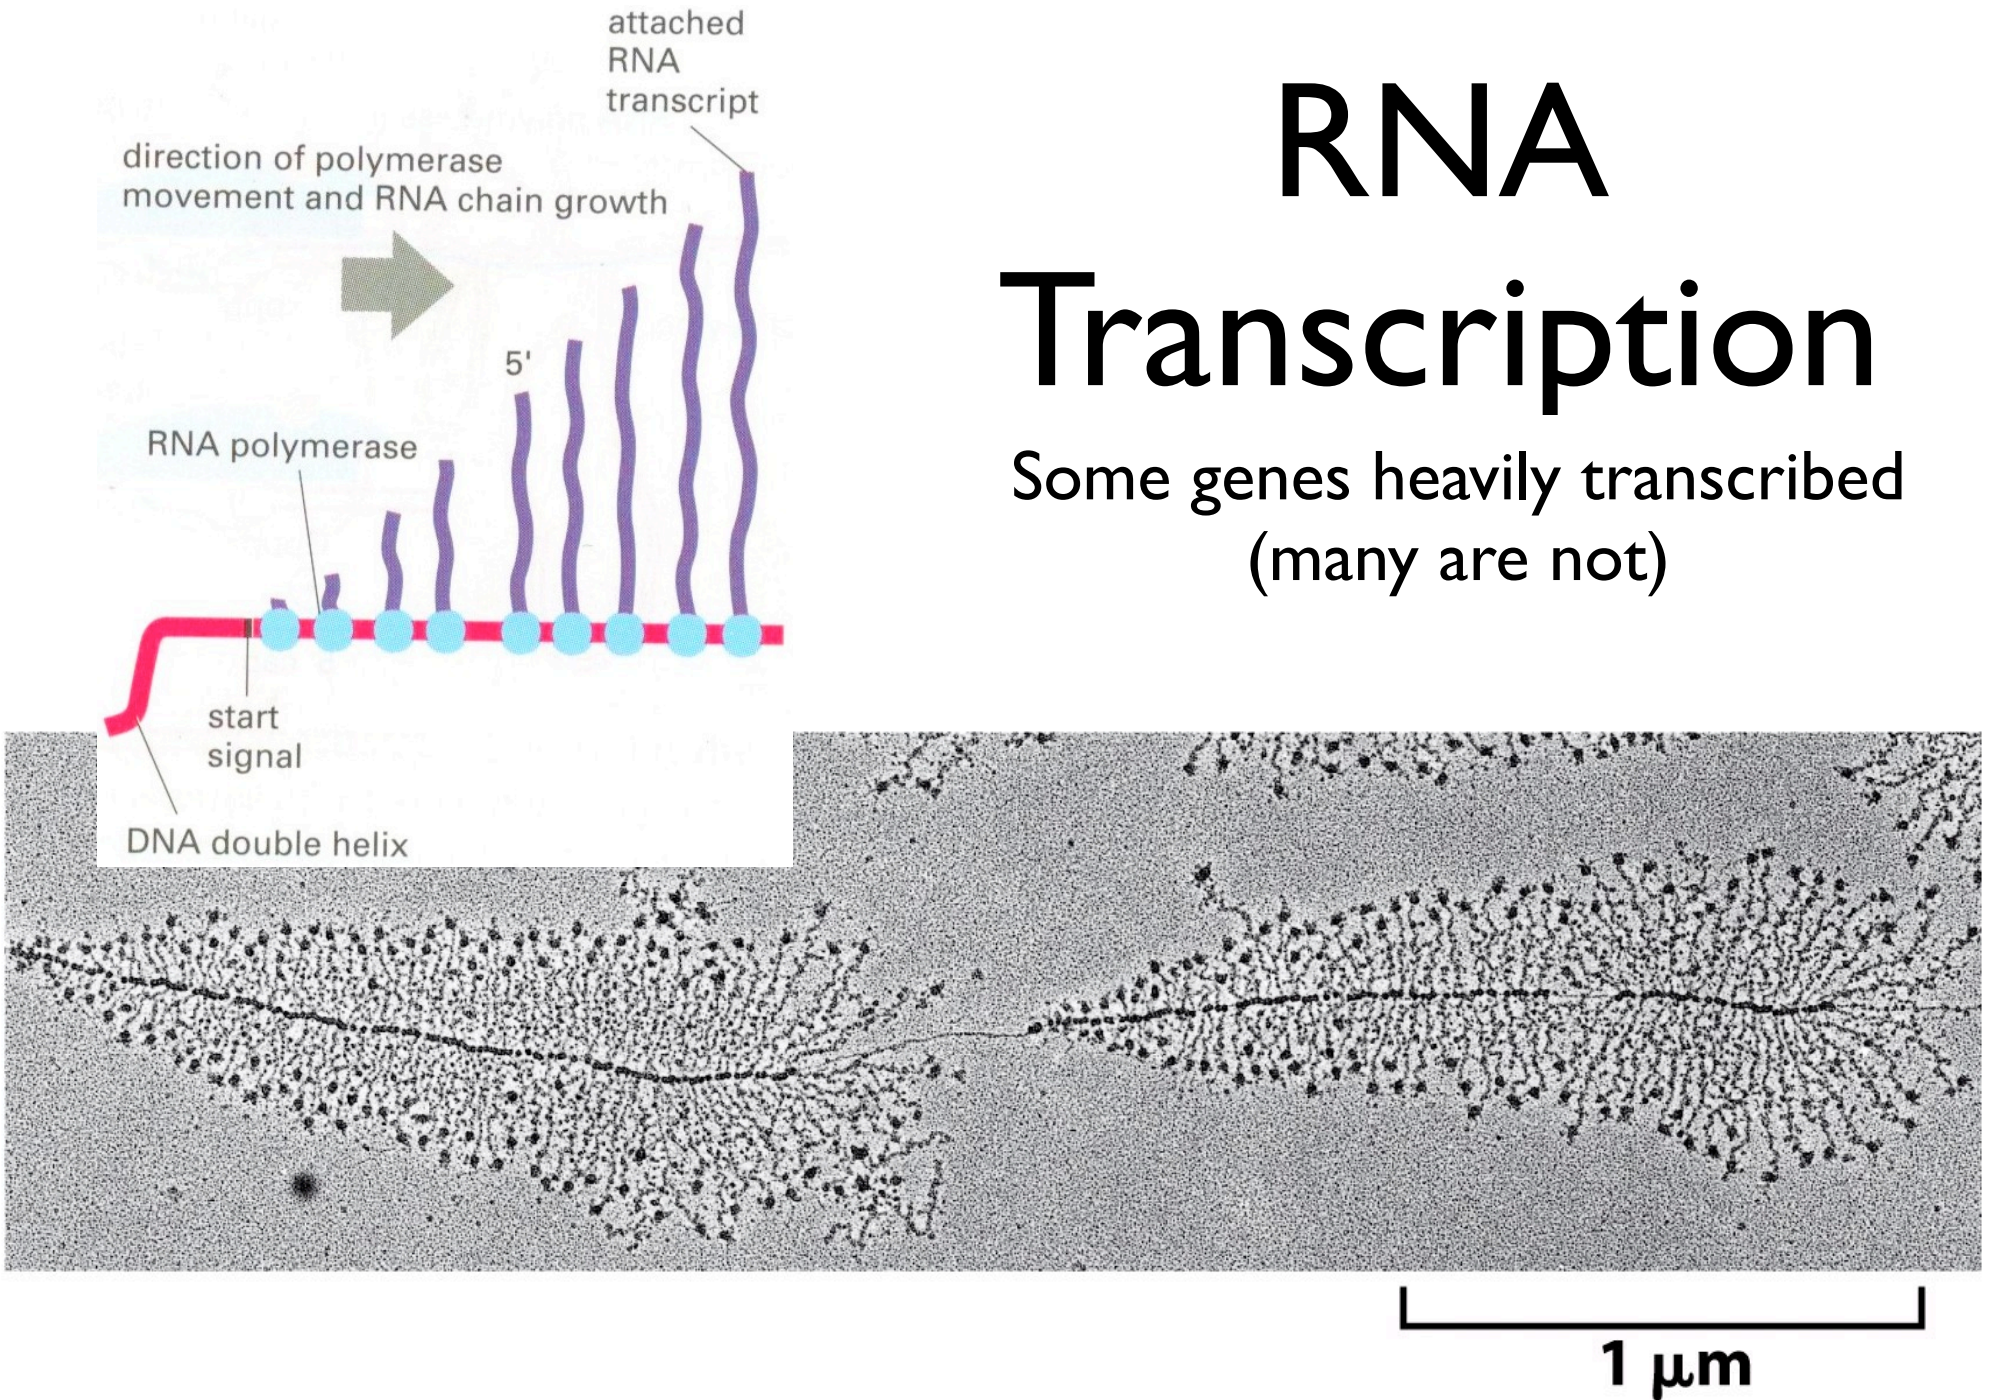 attached
RNA
transcript
direction of polymerase
movement and RNA chain growth
5'
RNA polymerase
start
signal
DNA double helix
RNA
Transcription
Some genes heavily transcribed
(many are not)
1 μm